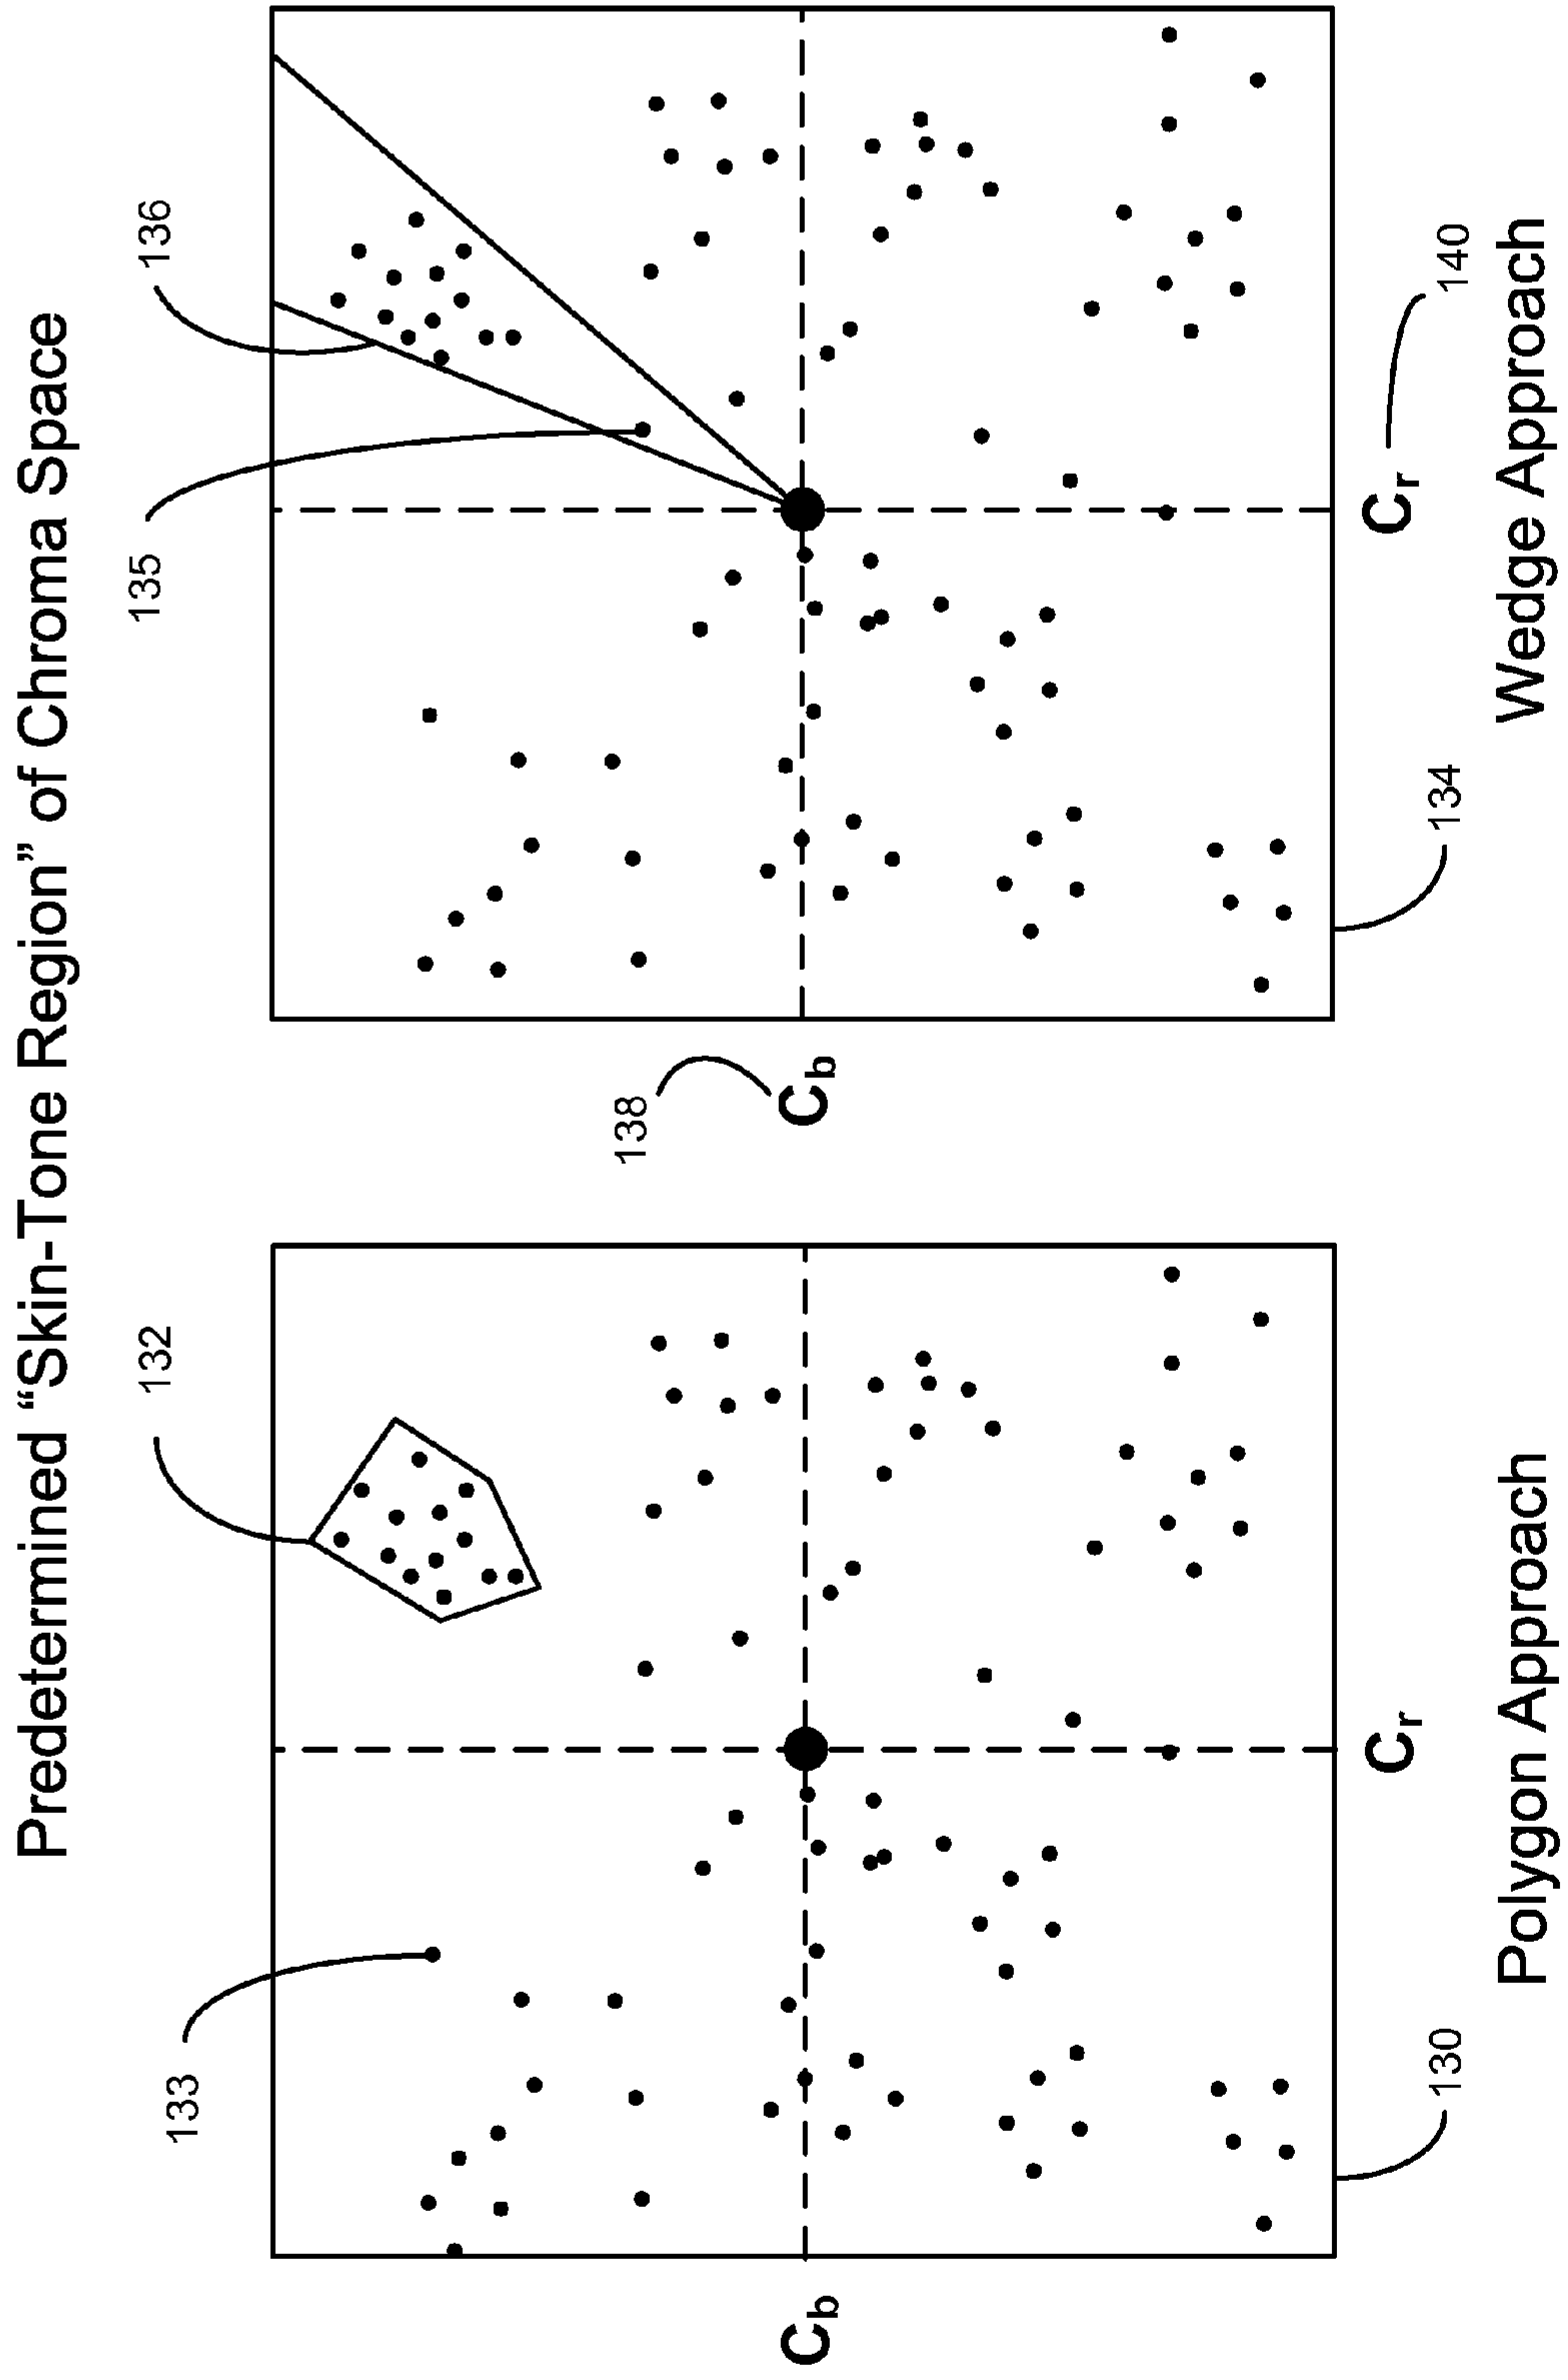 Predetermined “Skin-Tone Region” of Chroma Space
133
132
135
136
138
Cb
Cb
130
Cr
134
Cr
140
Polygon Approach
Wedge Approach